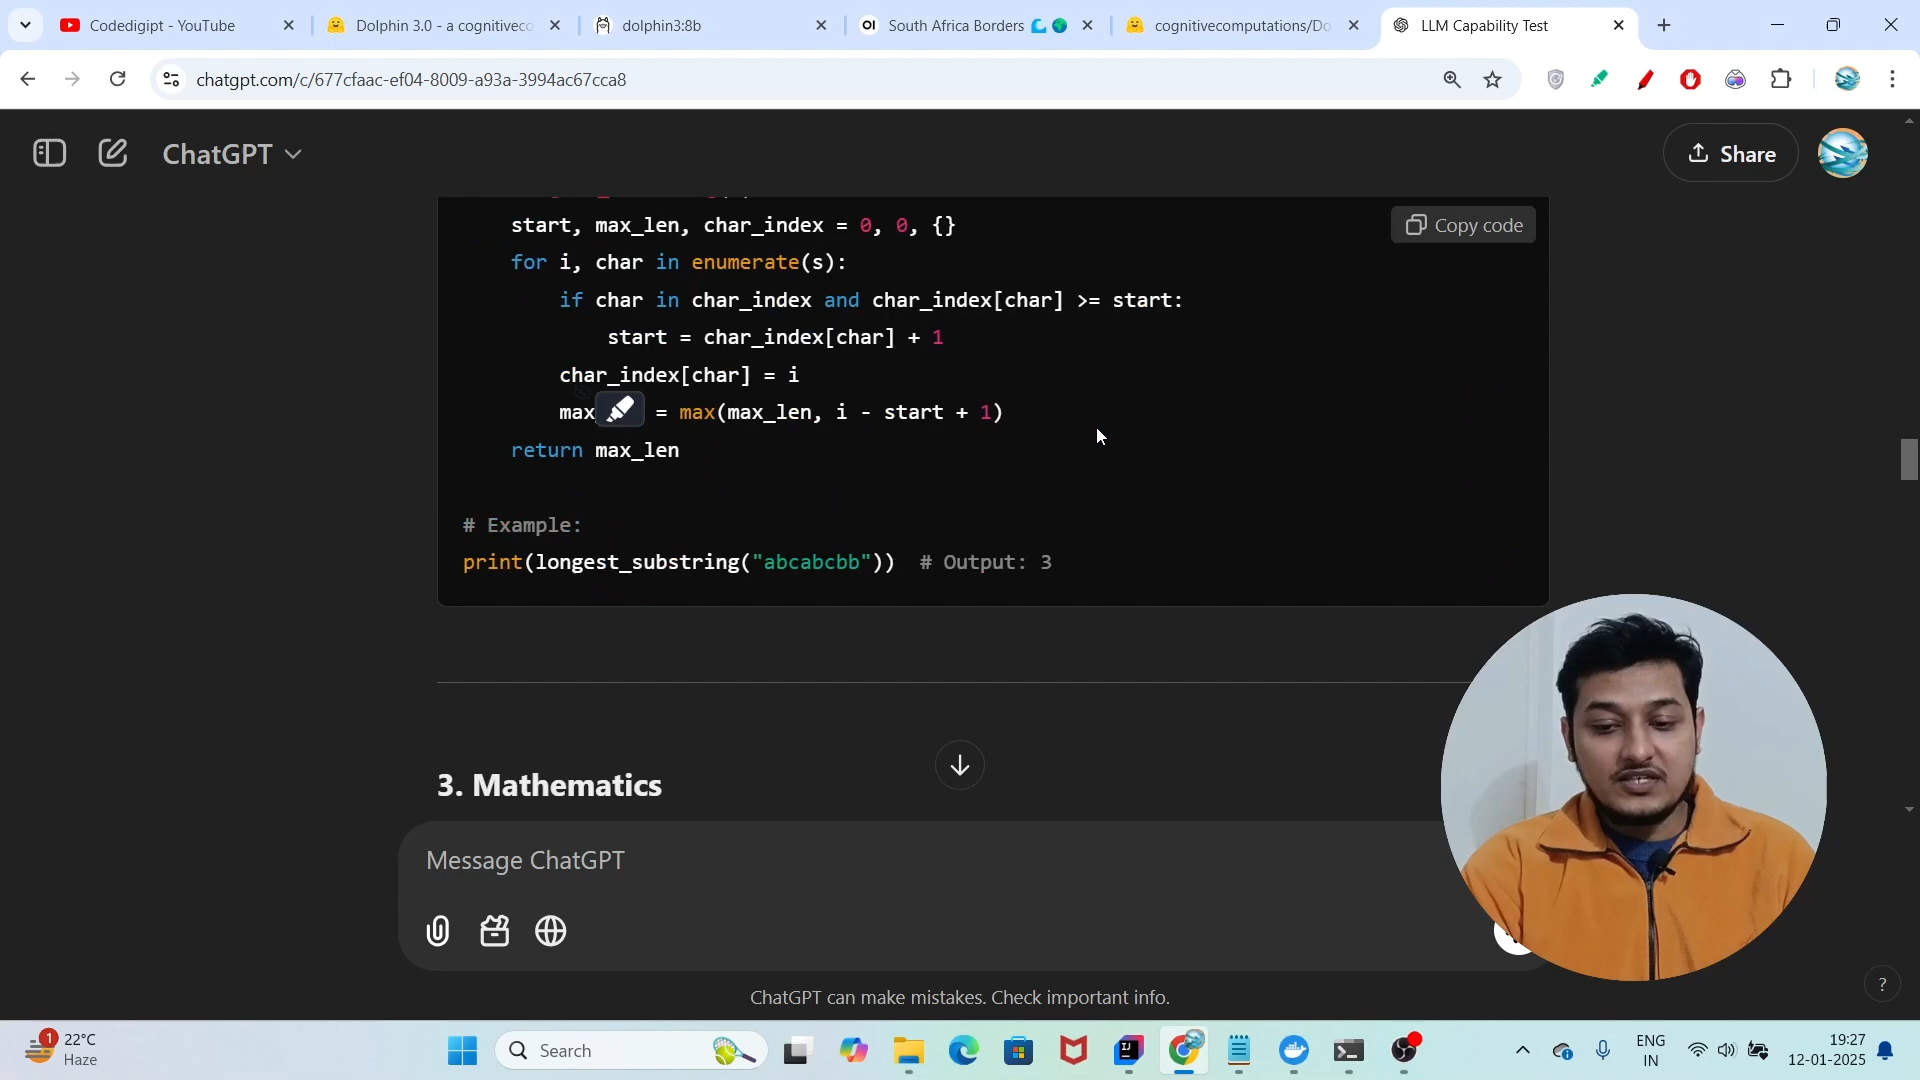 Codedigipt - YouTube
Dolphin 3.0 - a cognitiveco
dolphin3:8b
South Africa Borders
cognitivecomputations/Do
LLM Capability Test
chatgpt.com/c/677cfaac-ef04-8009-a93a-3994ac67cca8
ChatGPT
Share
start, max_len, char_index = 0, 0, {}
Copy code
for i, char in enumerate(s):
if char in char_index and char_index[char] >= start:
start = char_index[char] + 1
char_index[char] = i
max = max(max_len, i - start + 1)
return max_len
# Example:
print(longest_substring("abcabcbb")) # Output: 3
3. Mathematics
Message ChatGPT
ChatGPT can make mistakes. Check important info.
?
1
22°C
Haze
Search
ENG
IN
19:27
12-01-2025